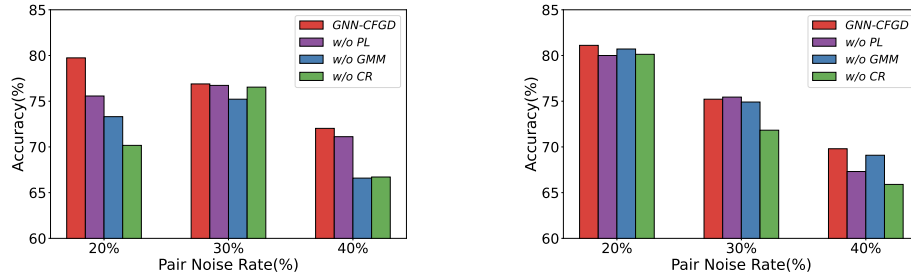 85
80
75
70
65
60
Accuracy(%)
GNN-CFGD
w/o PL
w/o GMM
w/o CR
20%
30%
40%
Pair Noise Rate(%)
85
80
75
70
65
60
Accuracy(%)
GNN-CFGD
w/o PL
w/o GMM
w/o CR
20%
30%
40%
Pair Noise Rate(%)